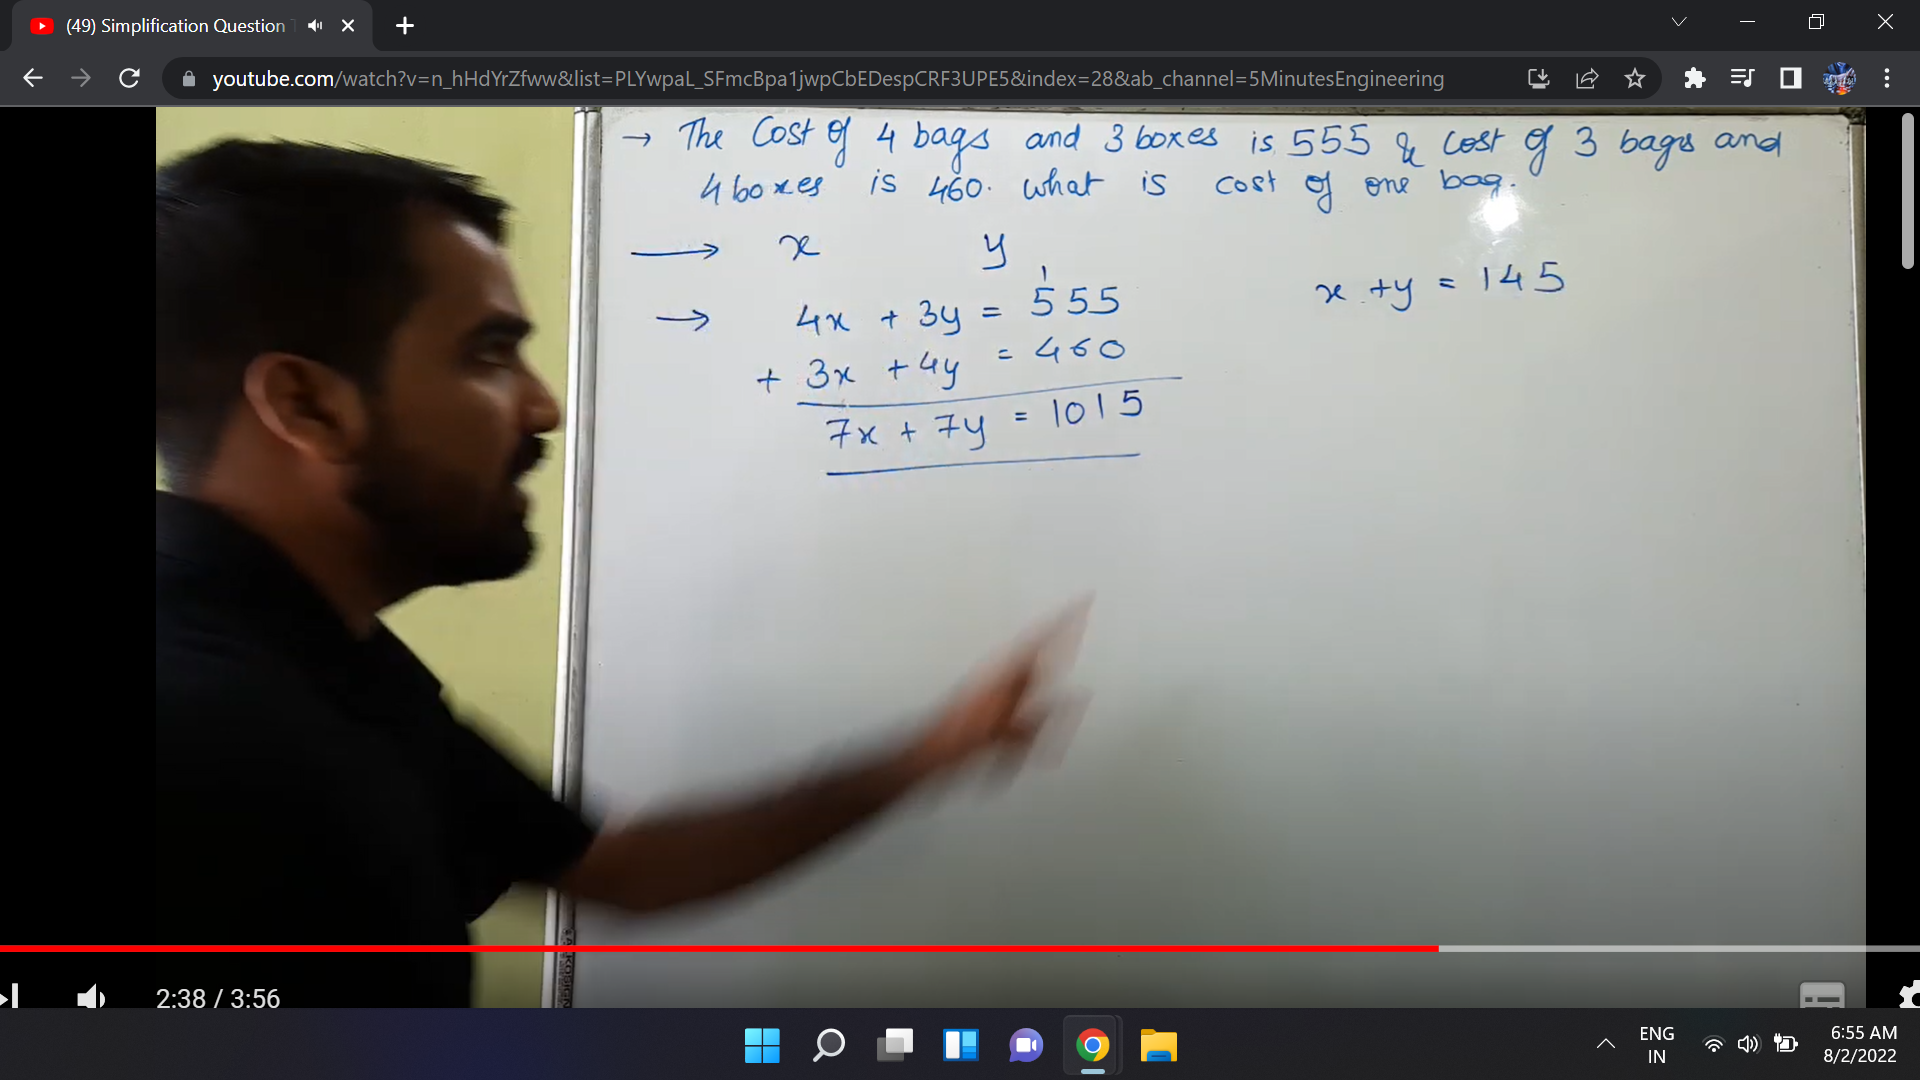 (49) Simplification Question
youtube.com/watch?v=n_hHdYrZfww&list=PLYwpaL_SFmcBpa1jwpCbEDespCRF3UPE5&index=28&ab_channel=5MinutesEngineering
→ The Cost of 4 bags and 3 boxes is 555 & cost of 3 bags and
4 boxes is 460. what is cost of one bag.
→ x y
1
→ 4x + 3y = 555
+ 3x + 4y = 460
7x + 7y = 1015
x + y = 145
2:38 / 3:56
ENG
IN
6:55 AM
8/2/2022